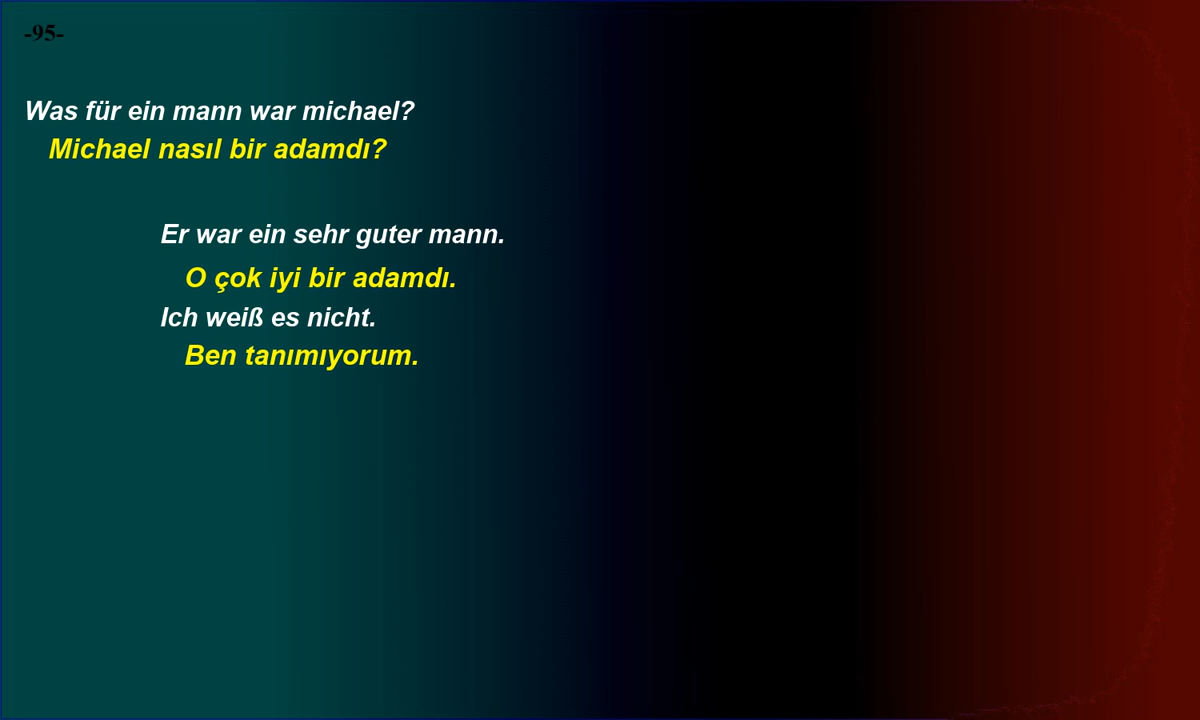 -95-
Was für ein mann war michael?
Michael nasıl bir adamdı?
Er war ein sehr guter mann.
O çok iyi bir adamdı.
Ich weiß es nicht.
Ben tanımıyorum.